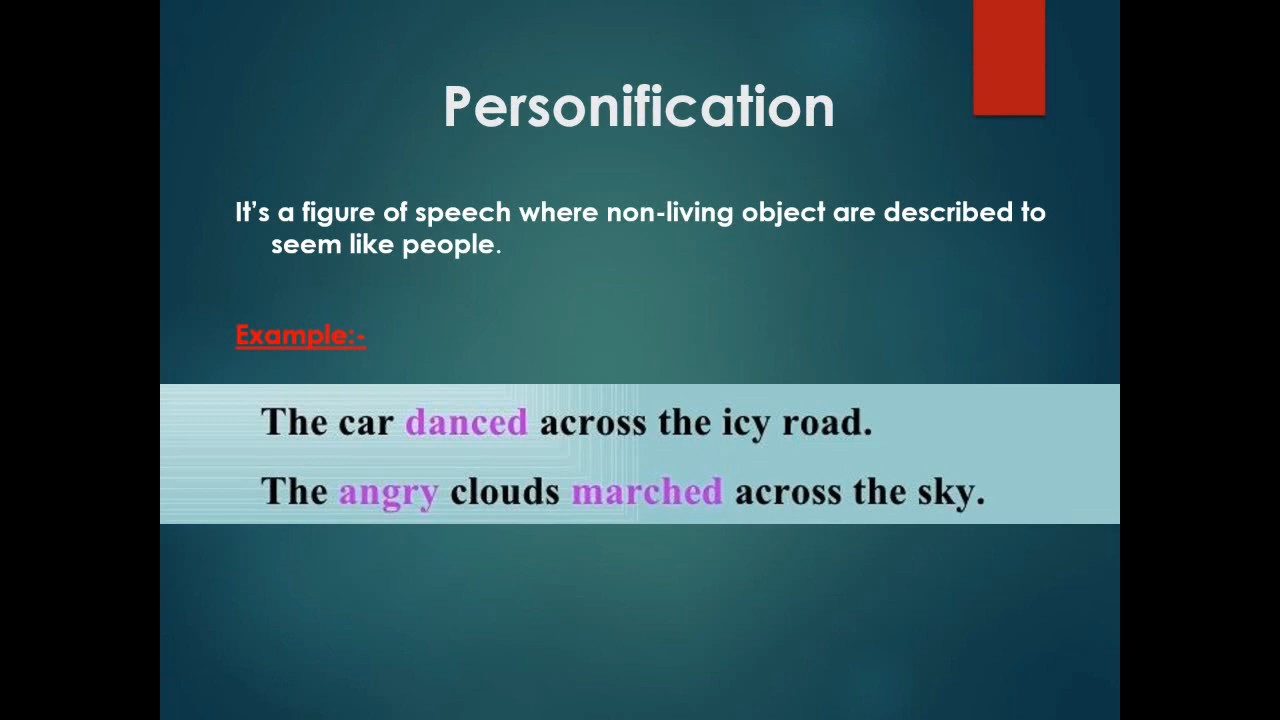 Personification
It’s a figure of speech where non-living object are described to
seem like people.
Example:-
The car danced across the icy road.
The angry clouds marched across the sky.